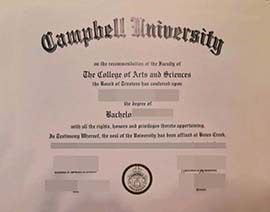 Campbell University
on the recommendation of the Faculty of
The College of Arts and Sciences
the Board of Trustees has conferred upon
the degree of
Bachelo
with all the rights, honors and privileges thereto appertaining.
In Testimony Whereof, the seal of the University has been affixed at Buies Creek.